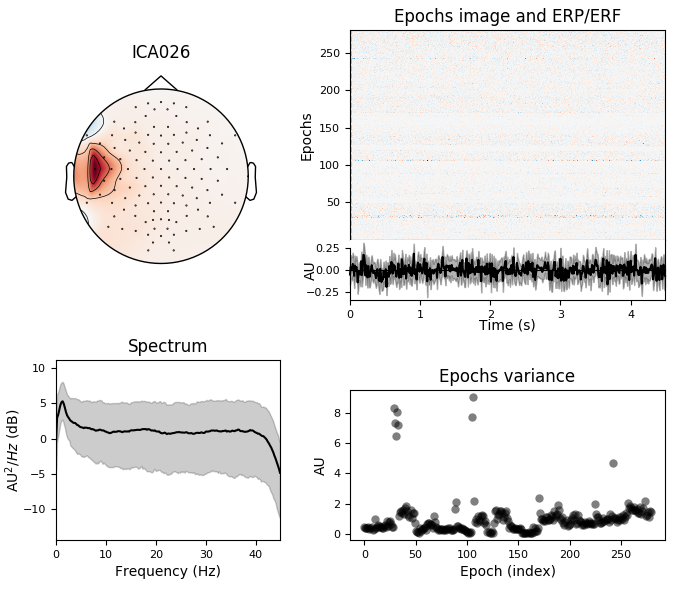 ICA026
Epochs image and ERP/ERF
Epochs
250
200
150
100
50
AU
0.25
0.00
−0.25
0 1 2 3 4
Time (s)
Spectrum
AU²/Hz (dB)
10
5
0
−5
−10
0 10 20 30 40
Frequency (Hz)
Epochs variance
AU
8
6
4
2
0
0 50 100 150 200 250
Epoch (index)